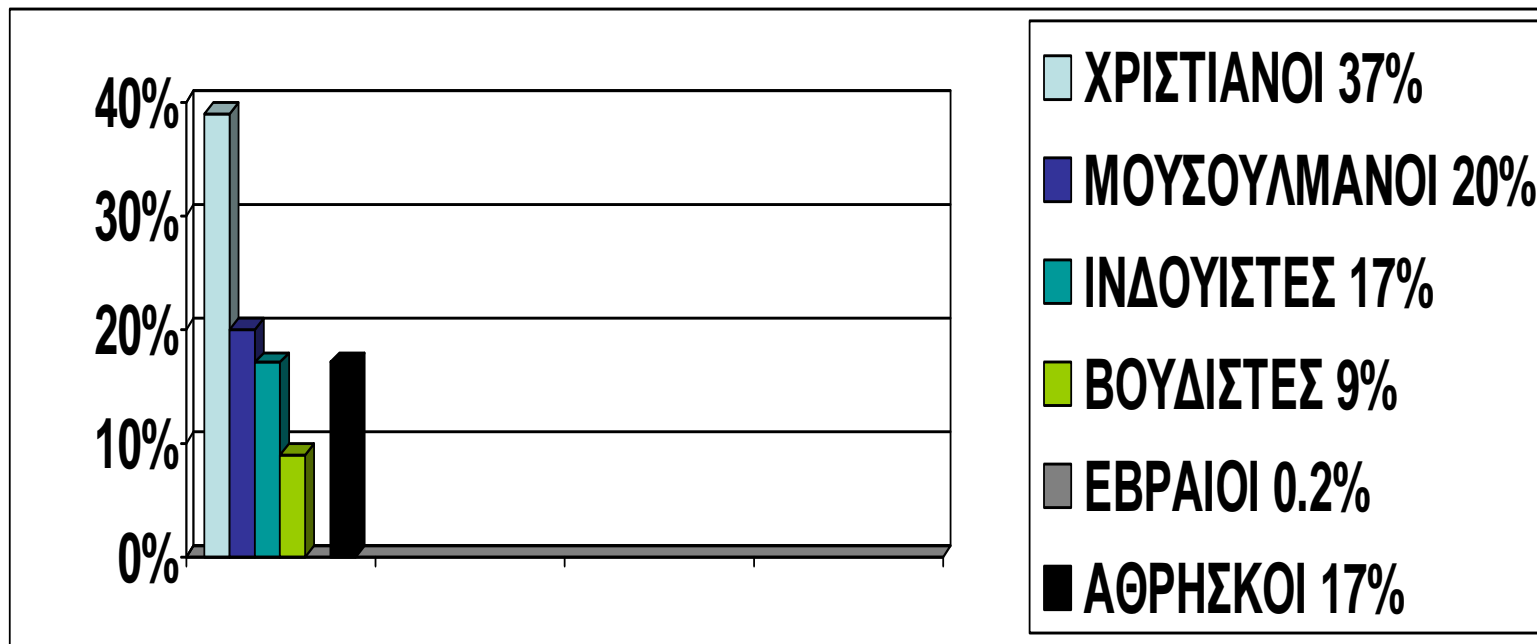 40%
30%
20%
10%
0%
ΧΡΙΣΤΙΑΝΟΙ 37%
ΜΟΥΣΟΥΛΜΑΝΟΙ 20%
ΙΝΔΟΥΙΣΤΕΣ 17%
ΒΟΥΔΙΣΤΕΣ 9%
ΕΒΡΑΙΟΙ 0.2%
ΑΘΡΗΣΚΟΙ 17%